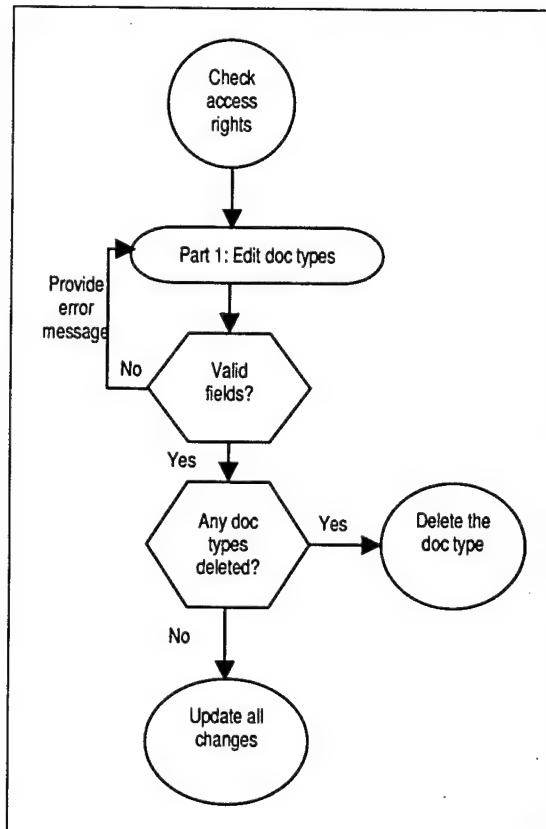 Check
access
rights
Part 1: Edit doc types
Provide
error
message
No
Valid
fields?
Yes
Any doc
types
deleted?
Yes
Delete the
doc type
No
Update all
changes